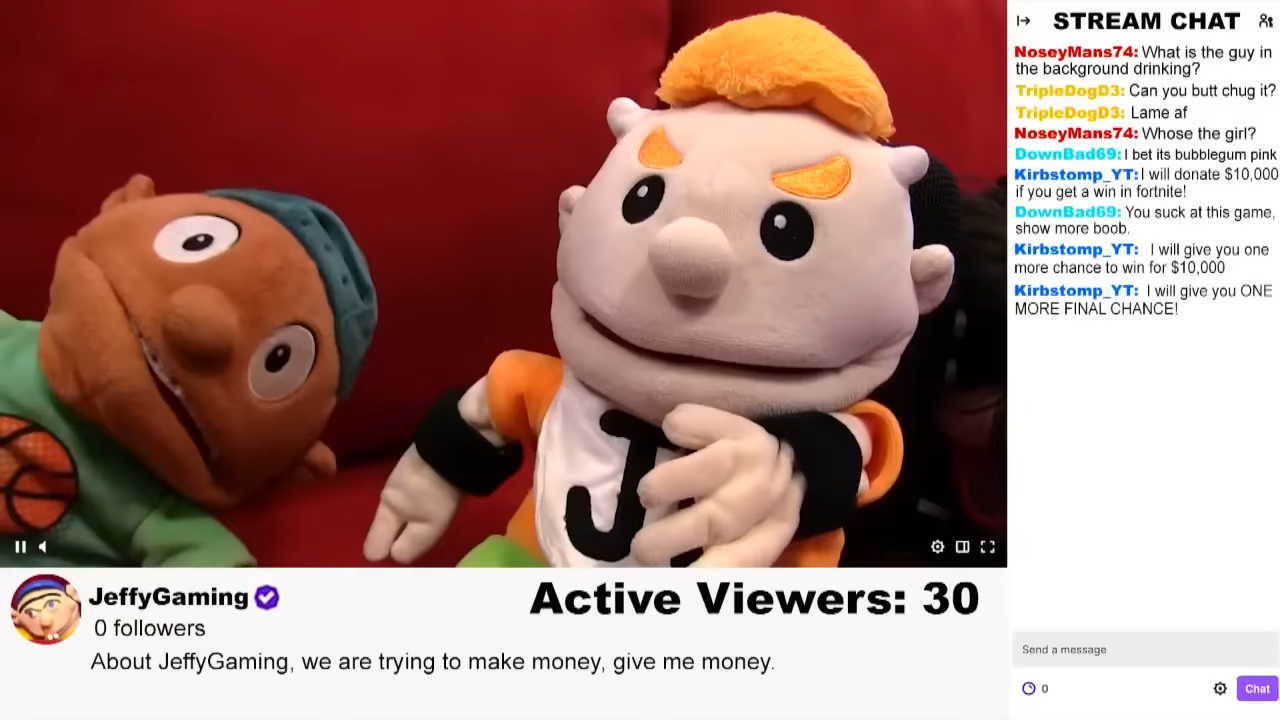 STREAM CHAT
NoseyMans74: What is the guy in
the background drinking?
TripleDogD3: Can you butt chug it?
TripleDogD3: Lame af
NoseyMans74: Whose the girl?
DownBad69: I bet its bubblegum pink
Kirbstomp_YT: I will donate $10,000
if you get a win in fortnite!
DownBad69: You suck at this game,
show more boob.
Kirbstomp_YT: I will give you one
more chance to win for $10,000
Kirbstomp_YT: I will give you ONE
MORE FINAL CHANCE!
J
JeffyGaming
0 followers
Active Viewers: 30
About JeffyGaming, we are trying to make money, give me money.
Send a message
0
Chat